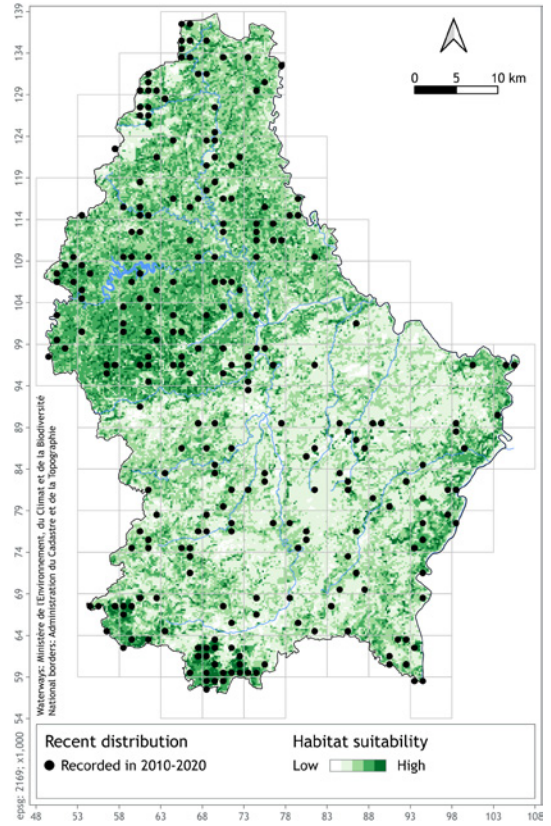 139
134
129
124
119
114
109
104
99
94
89
84
79
74
69
64
59
54
0 5 10 km
Waterways: Ministère de l'Environnement, du Climat et de la Biodiversité
National borders: Administration du Cadastre et de la Topographie
epsg: 2169; x1,000
Recent distribution
Recorded in 2010-2020
Habitat suitability
Low High
48 53 58 63 68 73 78 83 88 93 98 103 108